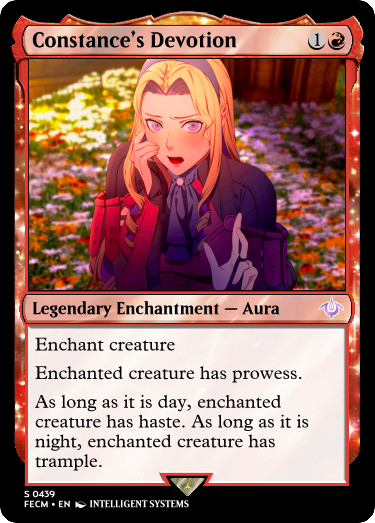 Constance's Devotion 1
Legendary Enchantment — Aura
Enchant creature
Enchanted creature has prowess.
As long as it is day, enchanted
creature has haste. As long as it is
night, enchanted creature has
trample.
S 0439
FECM • EN INTELLIGENT SYSTEMS